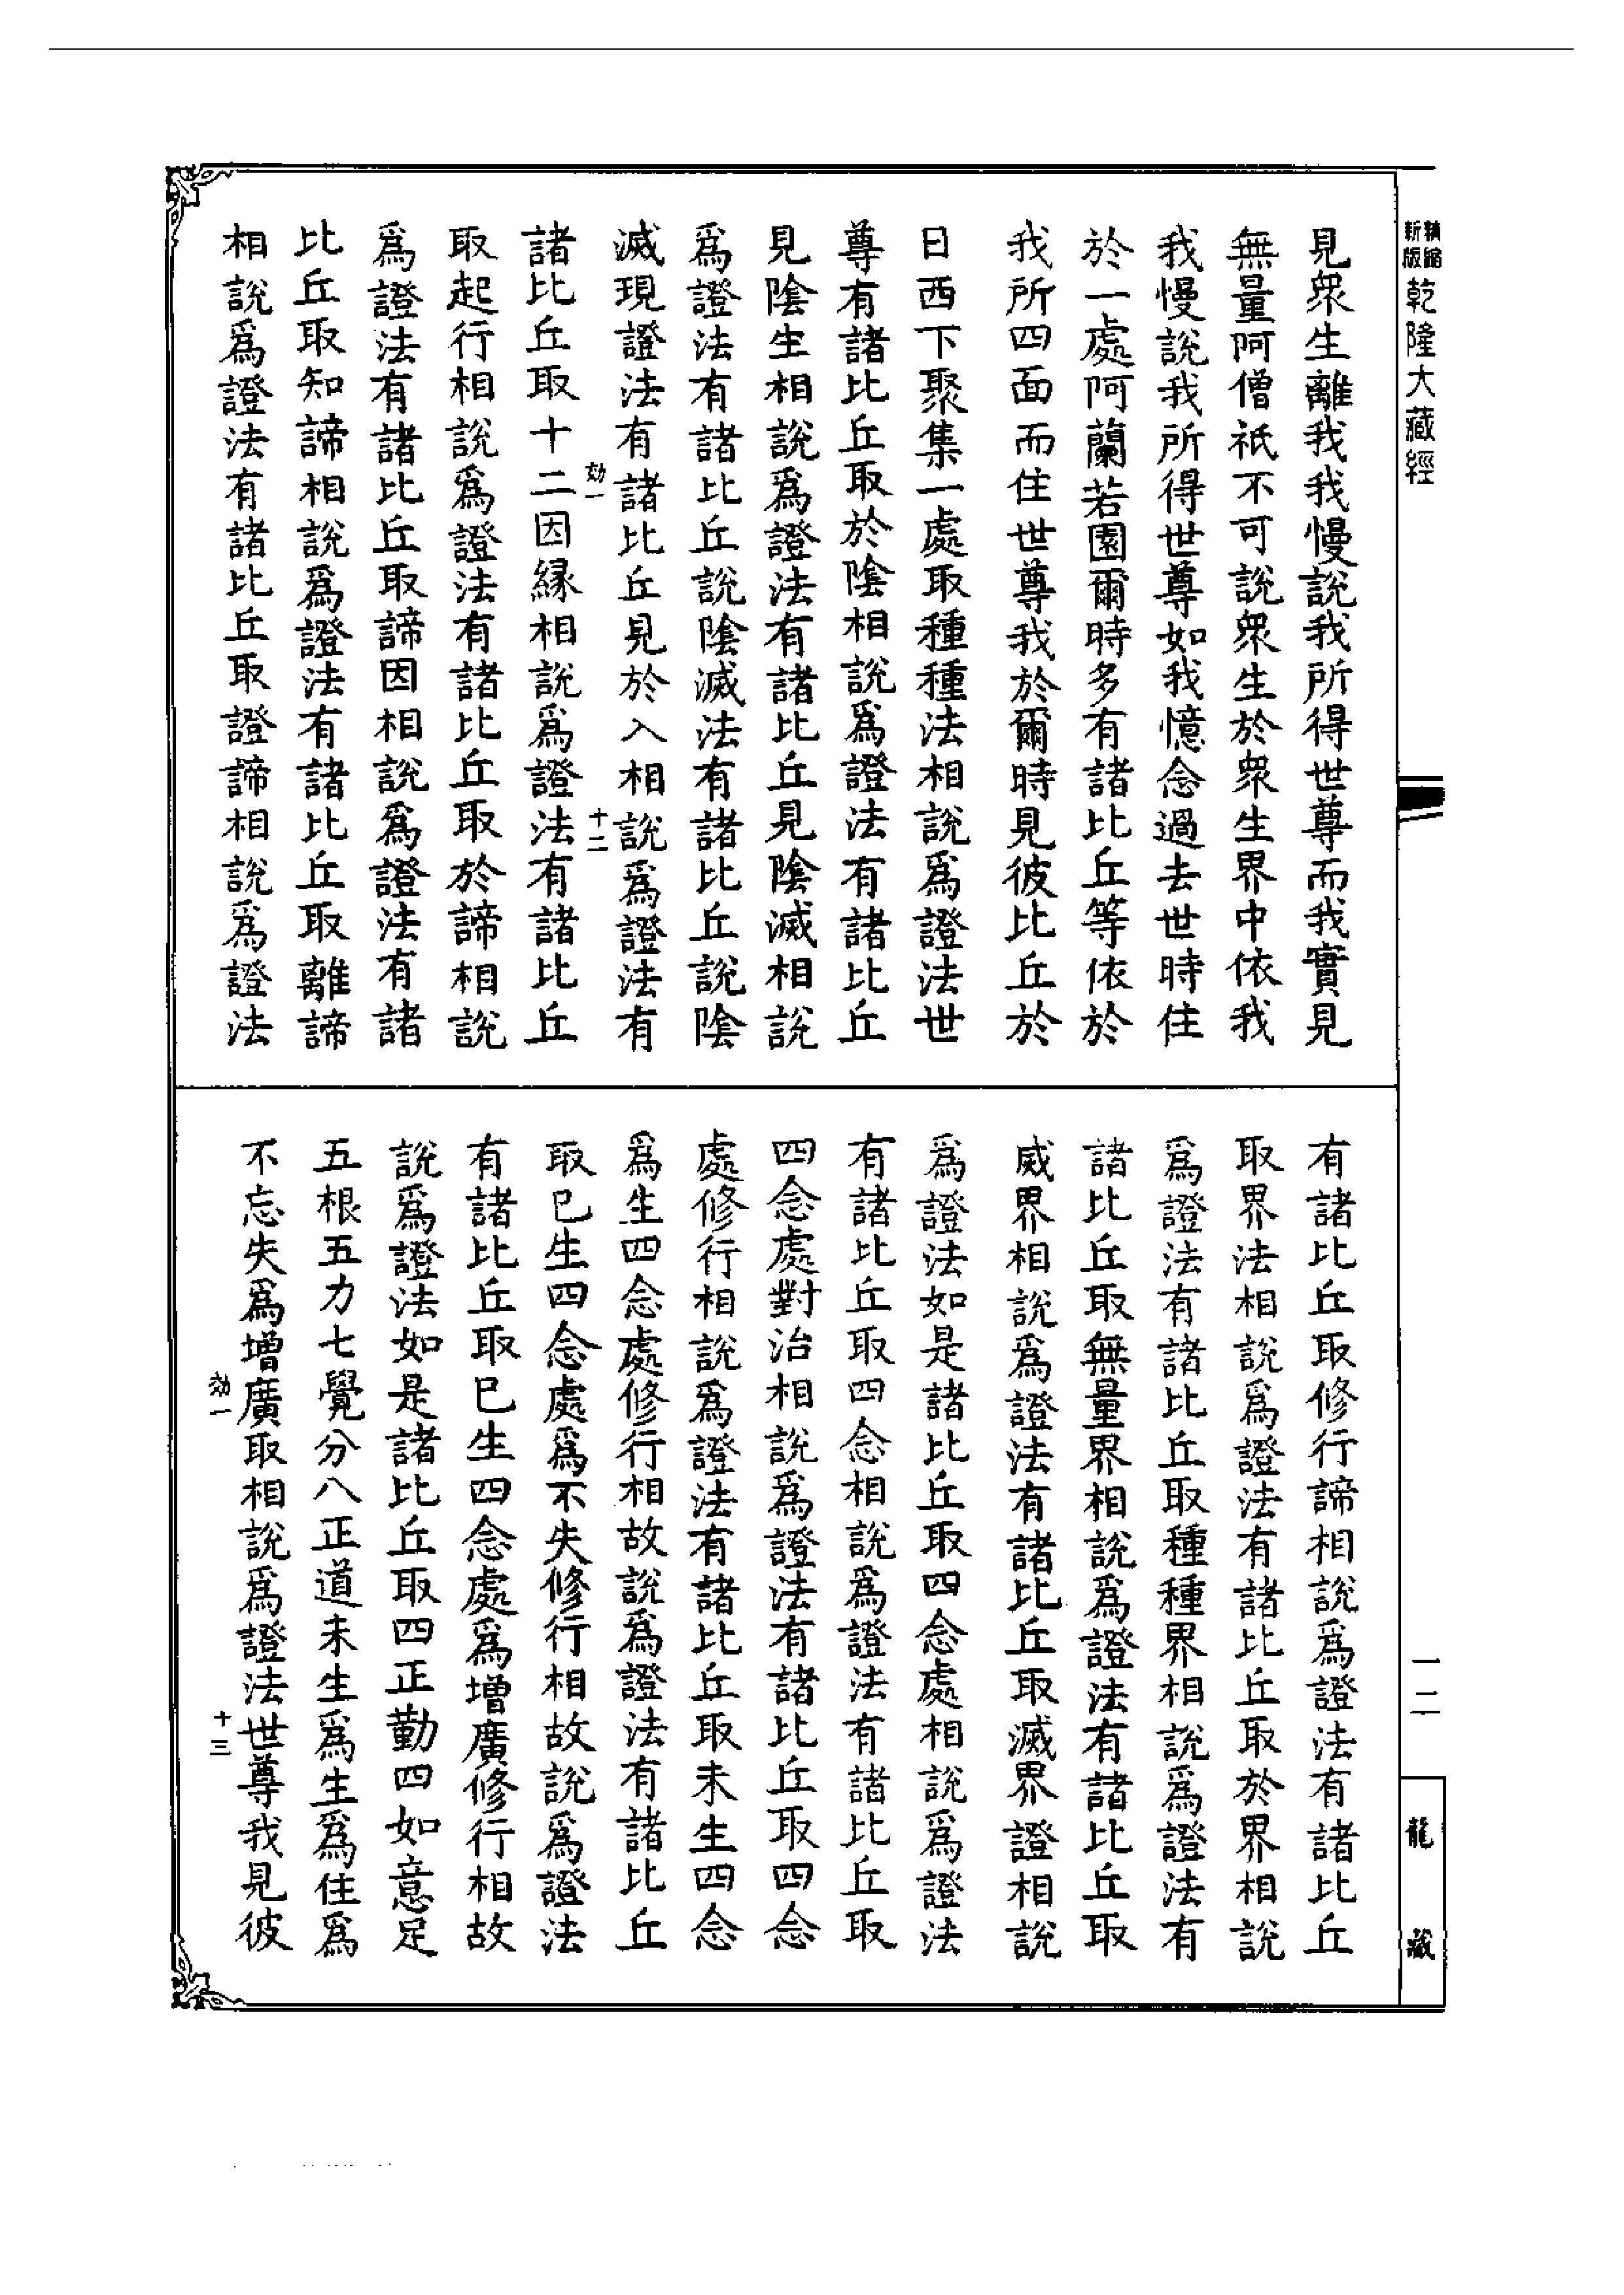 精縮新版乾隆大藏經
見衆生離我我慢說我所得世尊而我實見
無量阿僧祇不可說衆生於衆生界中依我
我慢說我所得世尊如我憶念過去世時住
於一處阿蘭若園爾時多有諸比丘等依於
我所四面而住世尊我於爾時見彼比丘於
日西下聚集一處取種種法相說爲證法世
尊有諸比丘取於陰相說爲證法有諸比丘
見陰生相說爲證法有諸比丘見陰滅相說
爲證法有諸比丘說陰滅法有諸比丘說陰
滅現證法有諸比丘見於入相說爲證法有
効一
十二
諸比丘取十二因縁相說爲證法有諸比丘
取起行相說爲證法有諸比丘取於諦相說
爲證法有諸比丘取諦因相說爲證法有諸
比丘取知諦相說爲證法有諸比丘取離諦
相說爲證法有諸比丘取證諦相說爲證法
有諸比丘取修行諦相說爲證法有諸比丘
取界法相說爲證法有諸比丘取於界相說
爲證法有諸比丘取種種界相說爲證法有
諸比丘取無量界相說爲證法有諸比丘取
威界相說爲證法有諸比丘取滅界證相說
爲證法如是諸比丘取四念處相說爲證法
有諸比丘取四念相說爲證法有諸比丘取
四念處對治相說爲證法有諸比丘取四念
處修行相說爲證法有諸比丘取未生四念
爲生四念處修行相故說爲證法有諸比丘
取已生四念處爲不失修行相故說爲證法
有諸比丘取已生四念處爲增廣修行相故
說爲證法如是諸比丘取四正勤四如意足
五根五力七覺分八正道未生爲生爲住爲
不忘失爲增廣取相說爲證法世尊我見彼
効一
十三
一二
龍藏